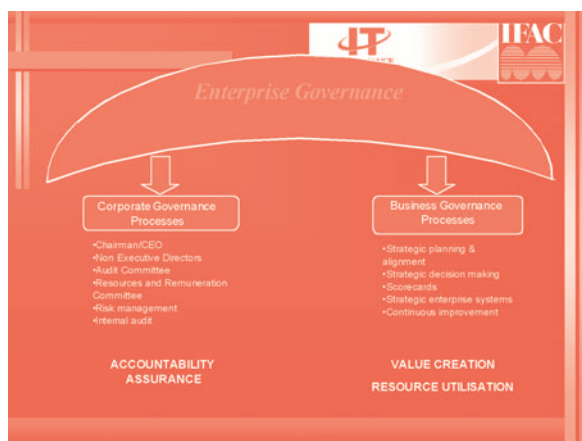 IT
IFAC
Enterprise Governance
Corporate Governance
Processes
•Chairman/CEO
•Non Executive Directors
•Audit Committee
•Resources and Remuneration
Committee
•Risk management
•Internal audit
ACCOUNTABILITY
ASSURANCE
Business Governance
Processes
•Strategic planning &
alignment
•Strategic decision making
•Scorecards
•Strategic enterprise systems
•Continuous improvement
VALUE CREATION
RESOURCE UTILISATION